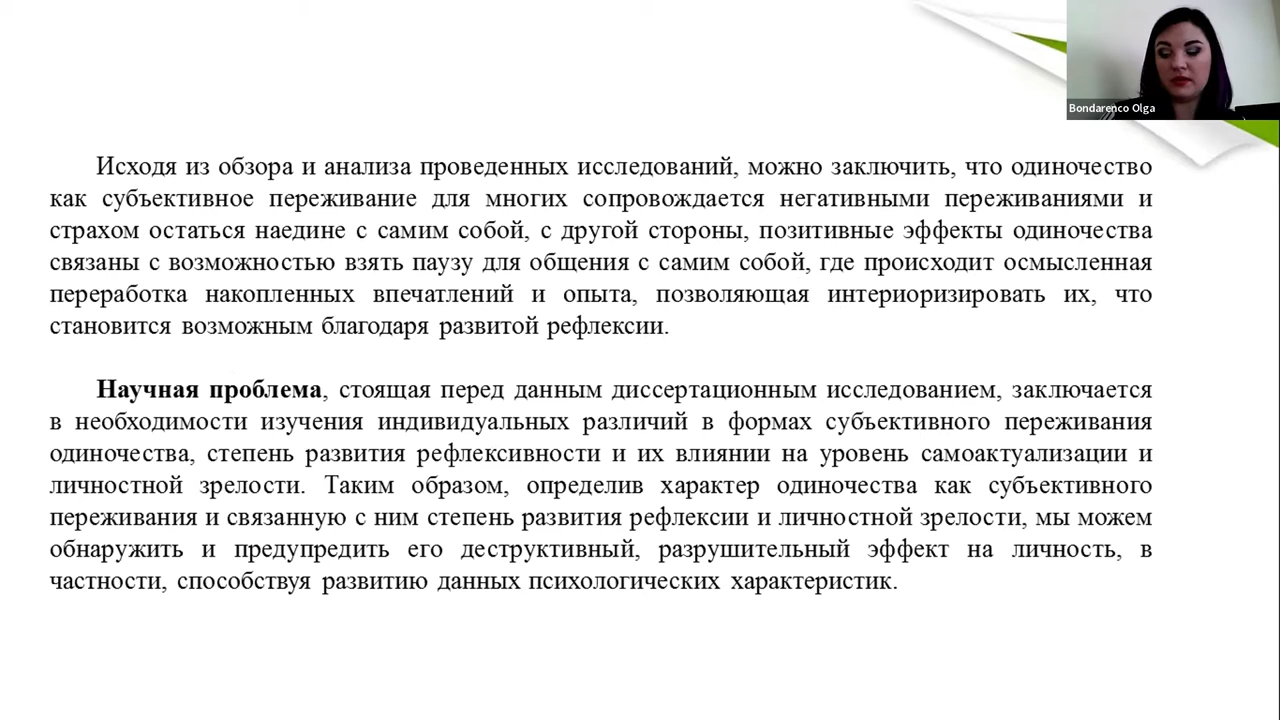 Bondarenco Olga
Исходя из обзора и анализа проведенных исследований, можно заключить, что одиночество
как субъективное переживание для многих сопровождается негативными переживаниями и
страхом остаться наедине с самим собой, с другой стороны, позитивные эффекты одиночества
связаны с возможностью взять паузу для общения с самим собой, где происходит осмысленная
переработка накопленных впечатлений и опыта, позволяющая интериоризировать их, что
становится возможным благодаря развитой рефлексии.
Научная проблема, стоящая перед данным диссертационным исследованием, заключается
в необходимости изучения индивидуальных различий в формах субъективного переживания
одиночества, степень развития рефлексивности и их влиянии на уровень самоактуализации и
личностной зрелости. Таким образом, определив характер одиночества как субъективного
переживания и связанную с ним степень развития рефлексии и личностной зрелости, мы можем
обнаружить и предупредить его деструктивный, разрушительный эффект на личность, в
частности, способствуя развитию данных психологических характеристик.